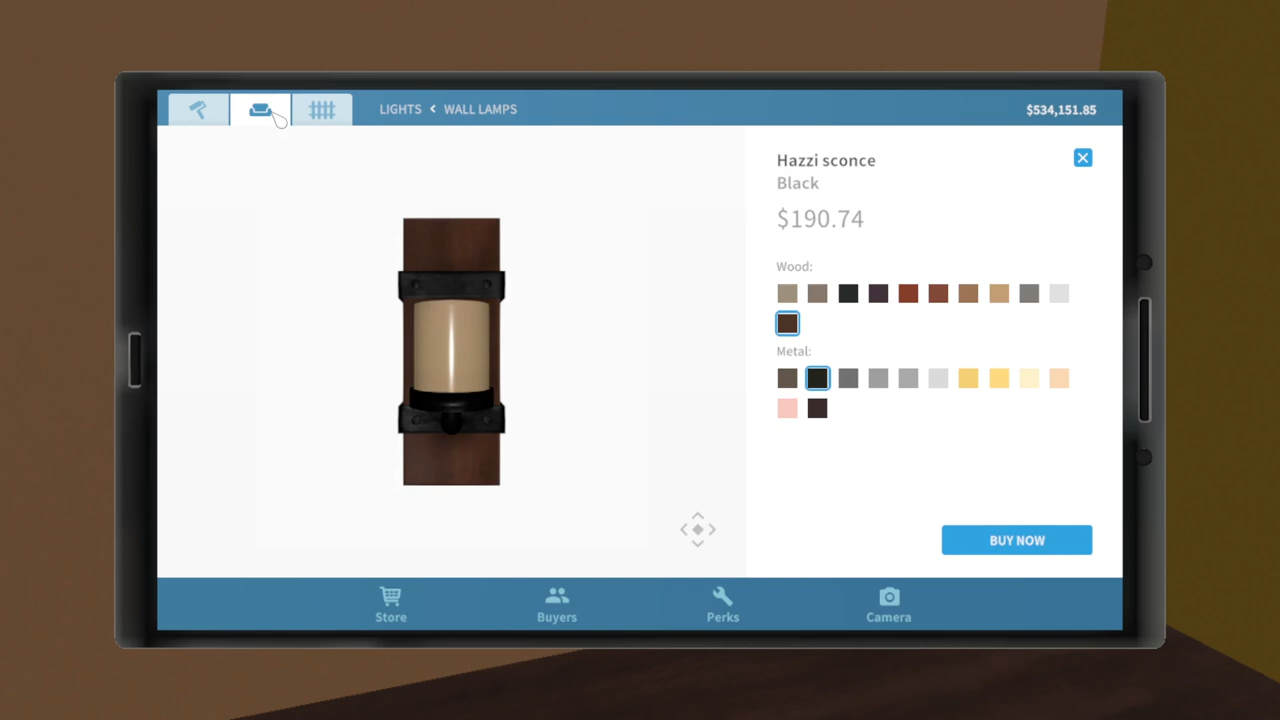 LIGHTS < WALL LAMPS
$534,151.85
Hazzi sconce
Black
$190.74
Wood:
Metal:
BUY NOW
Store
Buyers
Perks
Camera